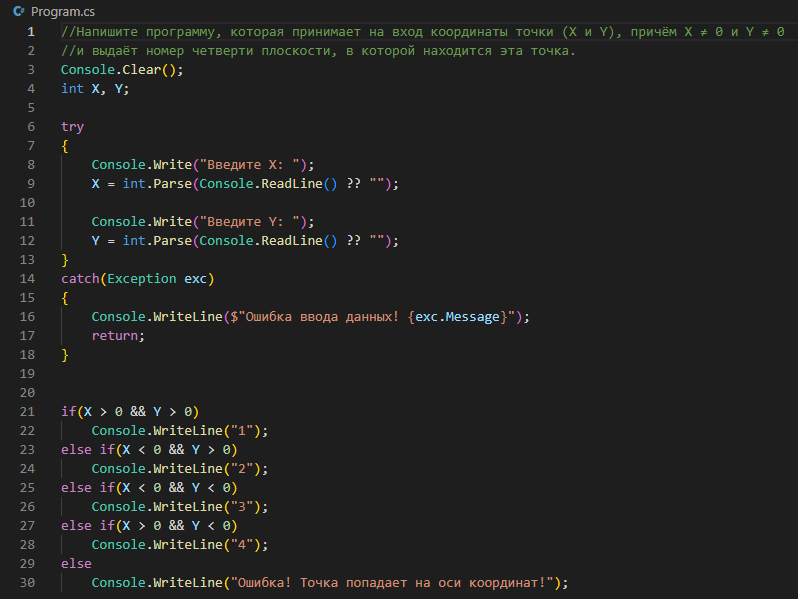 Program.cs
1 //Напишите программу, которая принимает на вход координаты точки (X и Y), причём X ≠ 0 и Y ≠ 0
2 //и выдаёт номер четверти плоскости, в которой находится эта точка.
3 Console.Clear();
4 int X, Y;
5
6 try
7 {
8     Console.Write("Введите X: ");
9     X = int.Parse(Console.ReadLine() ?? "");
10
11     Console.Write("Введите Y: ");
12     Y = int.Parse(Console.ReadLine() ?? "");
13 }
14 catch(Exception exc)
15 {
16     Console.WriteLine($"Ошибка ввода данных! {exc.Message}");
17     return;
18 }
19
20
21 if(X > 0 && Y > 0)
22     Console.WriteLine("1");
23 else if(X < 0 && Y > 0)
24     Console.WriteLine("2");
25 else if(X < 0 && Y < 0)
26     Console.WriteLine("3");
27 else if(X > 0 && Y < 0)
28     Console.WriteLine("4");
29 else
30     Console.WriteLine("Ошибка! Точка попадает на оси координат!");